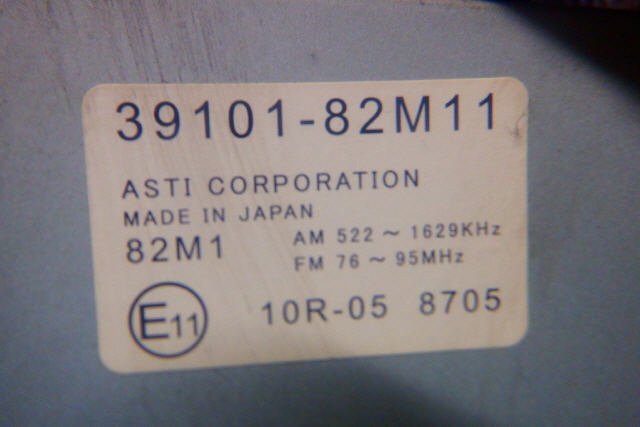 39101-82M11
ASTI CORPORATION
MADE IN JAPAN
82M1
AM 522 ~ 1629KHz
FM 76 ~ 95MHz
E11
10R-05 8705